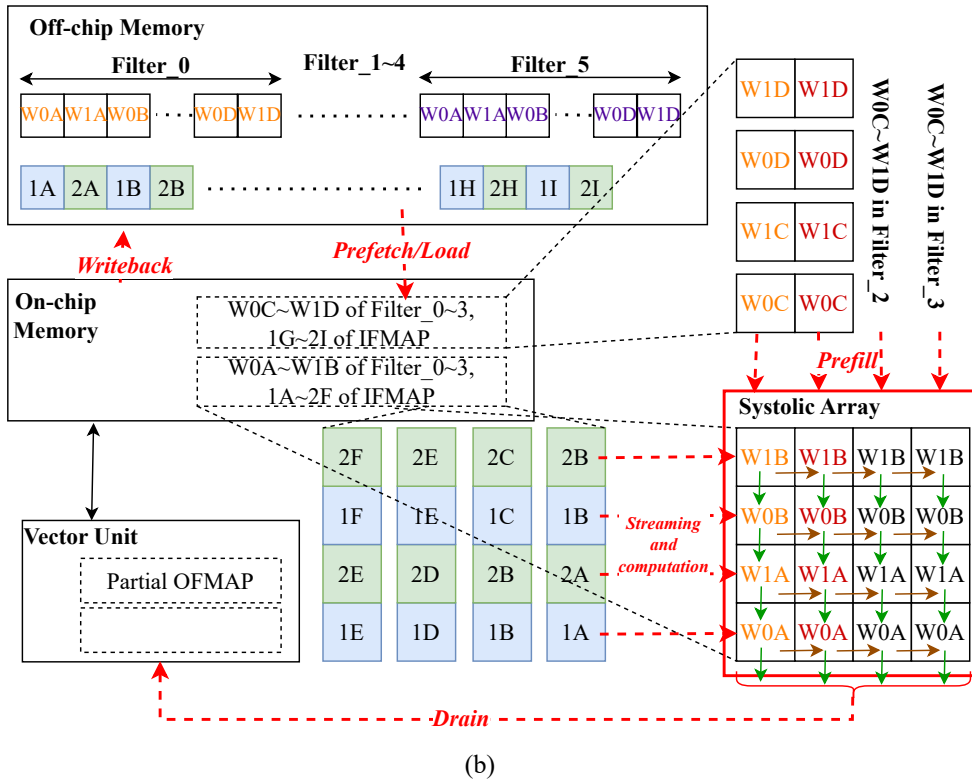 Off-chip Memory
Filter_0 Filter_1~4 Filter_5
W0A W1A W0B ····· W0D W1D ··············· W0A W1A W0B ····· W0D W1D
1A 2A 1B 2B ··················· 1H 2H 1I 2I
Writeback
Prefetch/Load
On-chip
Memory
W0C~W1D of Filter_0~3,
1G~2I of IFMAP
W0A~W1B of Filter_0~3,
1A~2F of IFMAP
W1D W1D
W0D W0D
W1C W1C
W0C W0C
W0C~W1D in Filter_2
W0C~W1D in Filter_3
Prefill
Systolic Array
W1B W1B W1B W1B
W0B W0B W0B W0B
W1A W1A W1A W1A
W0A W0A W0A W0A
2F 2E 2C 2B
1F 1E 1C 1B
2E 2D 2B 2A
1E 1D 1B 1A
Streaming
and
computation
Vector Unit
Partial OFMAP
Drain
(b)